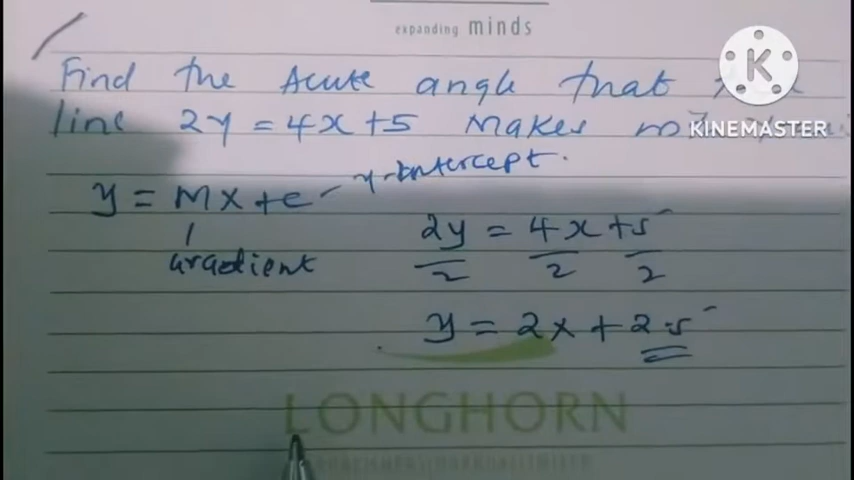 expanding minds
Find the Acute angle that
line 2y = 4x + 5 makes
KINEMASTER
y = mx + c - y-intercept.
gradient
2y = 4x + 5
2 2 2
y = 2x + 2.5
LONGHORN